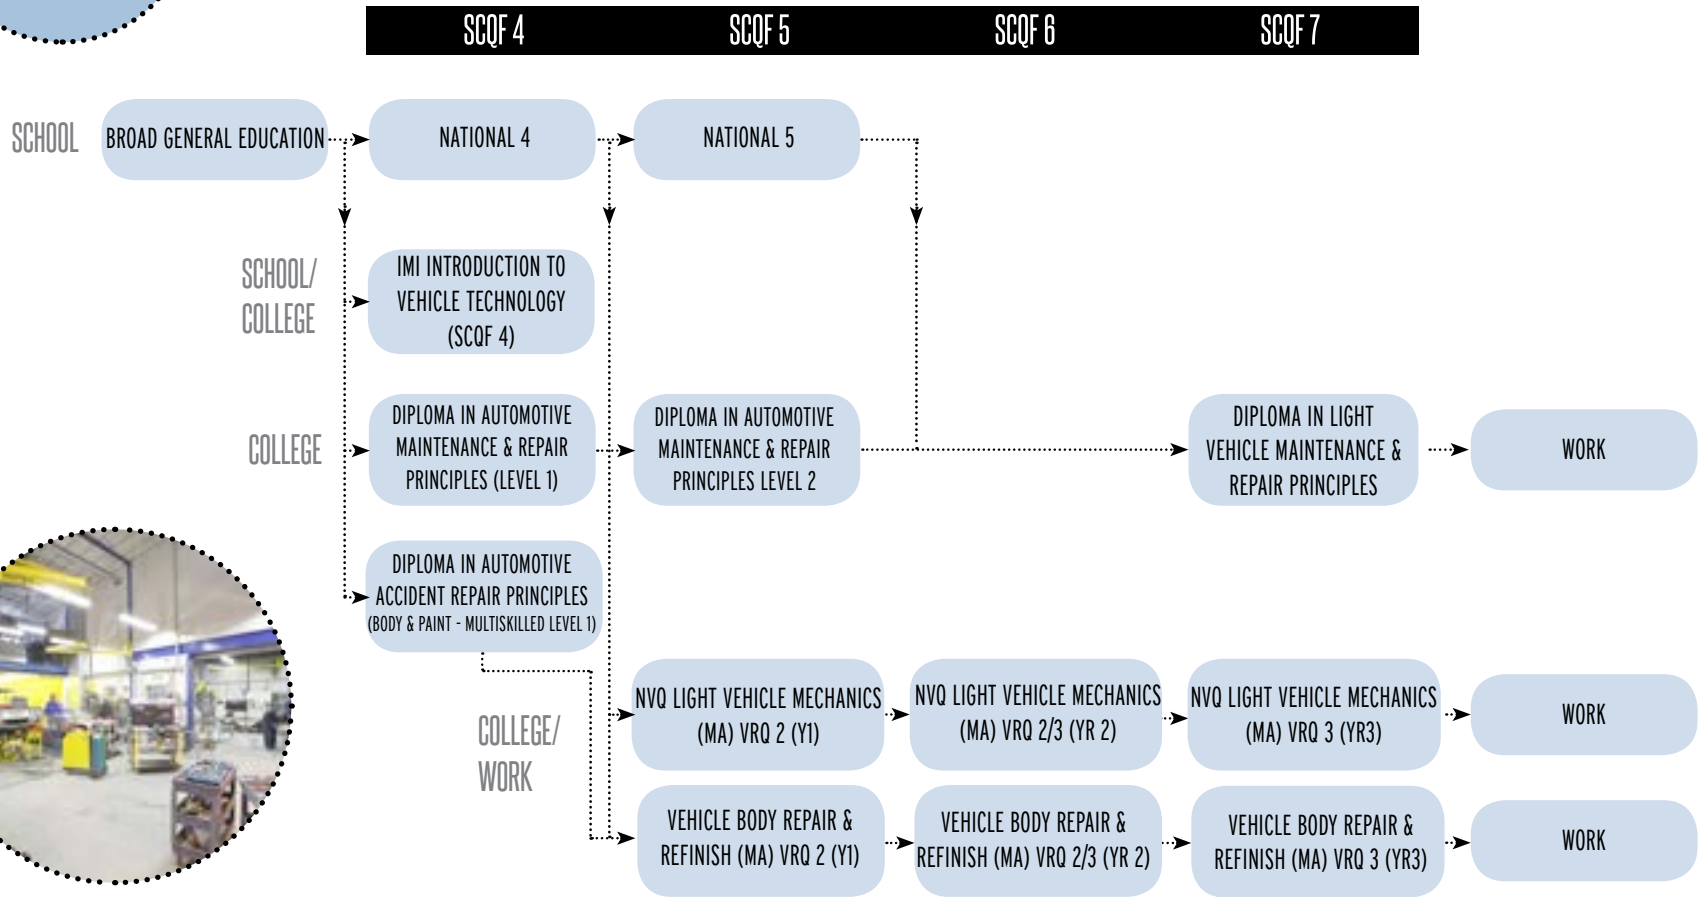 SCQF 4
SCQF 5
SCQF 6
SCQF 7
SCHOOL
BROAD GENERAL EDUCATION
NATIONAL 4
NATIONAL 5
SCHOOL/
COLLEGE
IMI INTRODUCTION TO
VEHICLE TECHNOLOGY
(SCQF 4)
COLLEGE
DIPLOMA IN AUTOMOTIVE
MAINTENANCE & REPAIR
PRINCIPLES (LEVEL 1)
DIPLOMA IN AUTOMOTIVE
MAINTENANCE & REPAIR
PRINCIPLES LEVEL 2
DIPLOMA IN LIGHT
VEHICLE MAINTENANCE &
REPAIR PRINCIPLES
WORK
DIPLOMA IN AUTOMOTIVE
ACCIDENT REPAIR PRINCIPLES
(BODY & PAINT - MULTISKILLED LEVEL 1)
COLLEGE/
WORK
NVQ LIGHT VEHICLE MECHANICS
(MA) VRQ 2 (Y1)
NVQ LIGHT VEHICLE MECHANICS
(MA) VRQ 2/3 (YR 2)
NVQ LIGHT VEHICLE MECHANICS
(MA) VRQ 3 (YR3)
WORK
VEHICLE BODY REPAIR &
REFINISH (MA) VRQ 2 (Y1)
VEHICLE BODY REPAIR &
REFINISH (MA) VRQ 2/3 (YR 2)
VEHICLE BODY REPAIR &
REFINISH (MA) VRQ 3 (YR3)
WORK